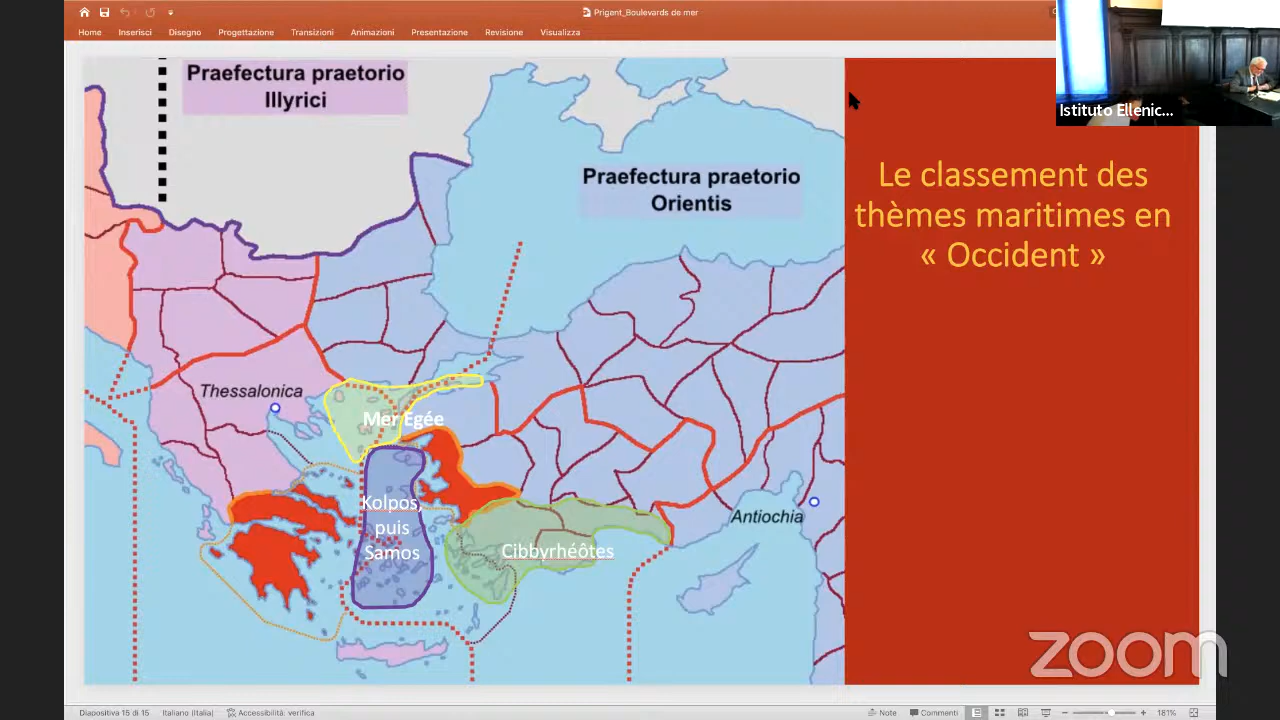 Prigent_Boulevards de mer
Home Inserisci Disegno Progettazione Transizioni Animazioni Presentazione Revisione Visualizza
Istituto Ellenic...
Praefectura praetorio
Illyrici
Praefectura praetorio
Orientis
Le classement des
thèmes maritimes en
« Occident »
Thessalonica
Mer Egée
Kolpos,
puis
Samos
Cibbyrhéôtes
Antiochia
zoom
Diapositiva 15 di 15 Italiano (Italia) Accessibilità: verifica Note Commenti 181%